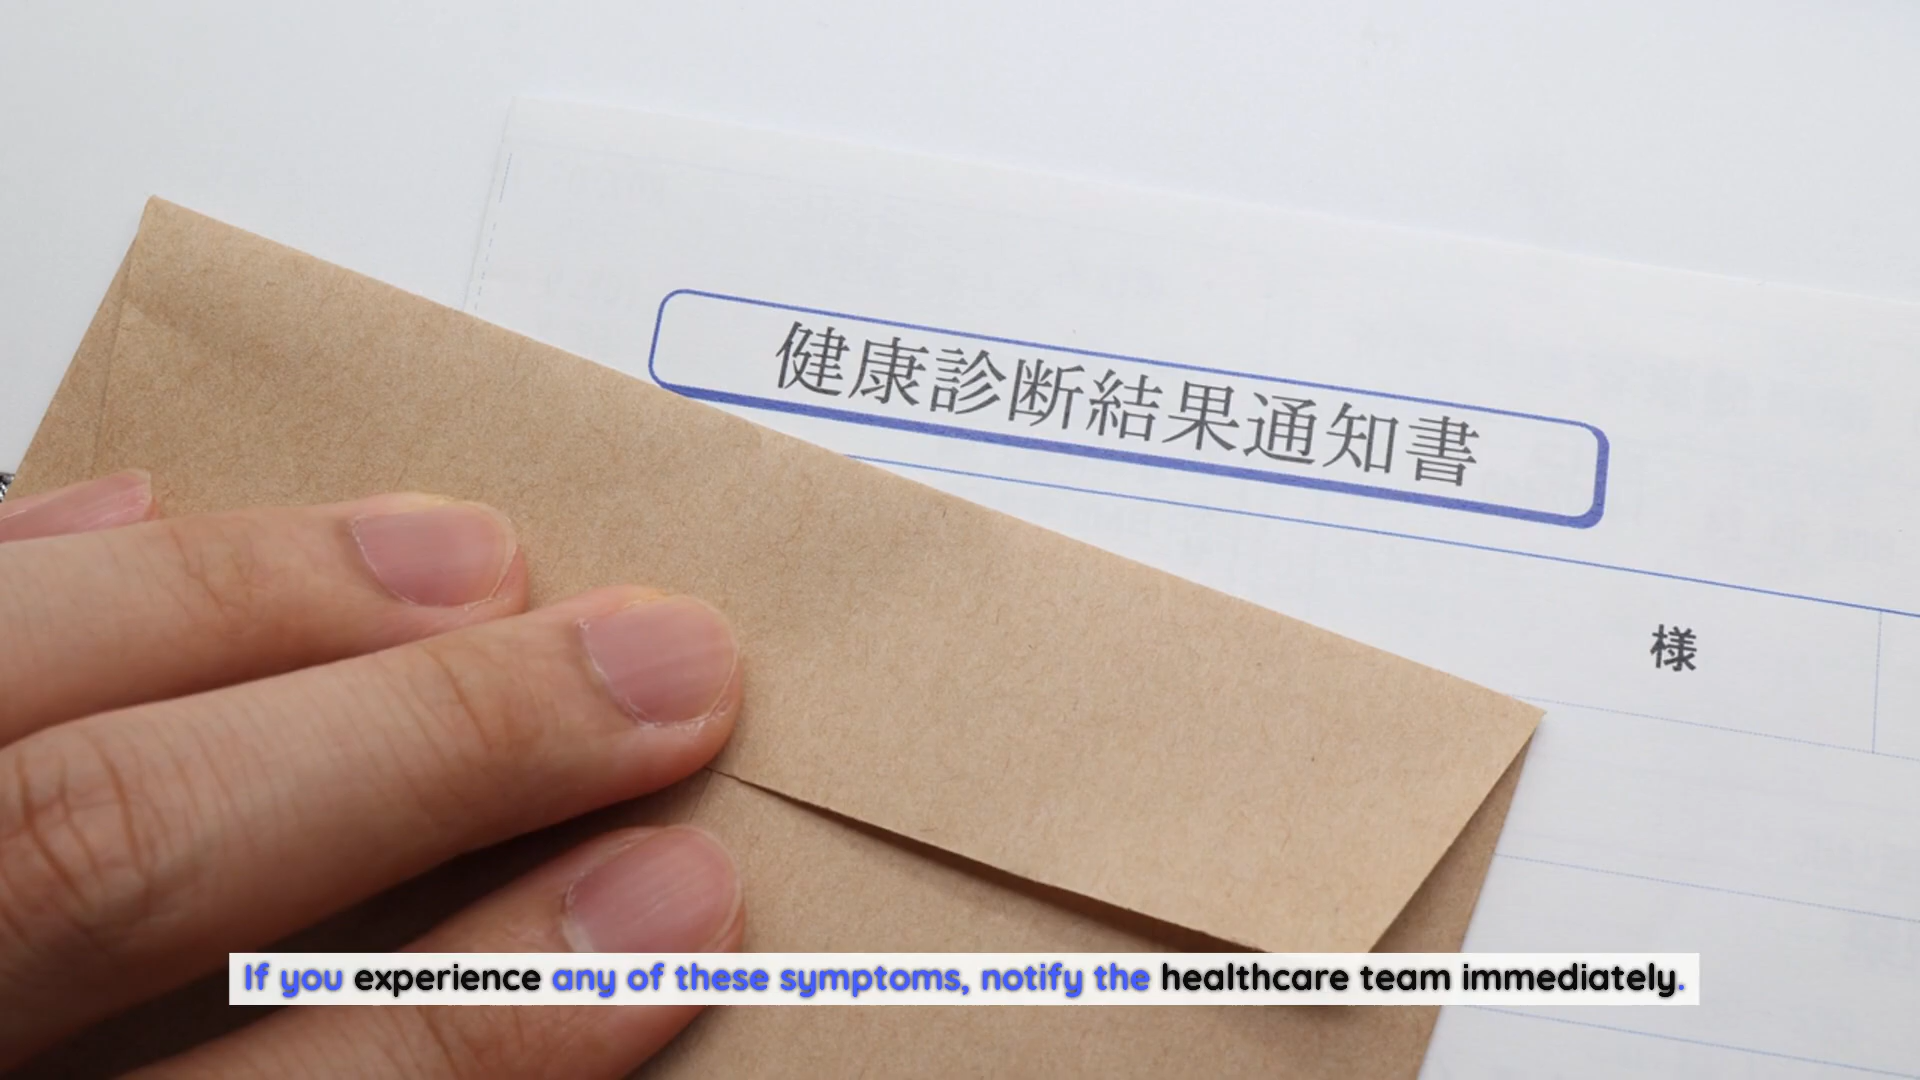 健康診断結果通知書
様
If you experience any of these symptoms, notify the healthcare team immediately.